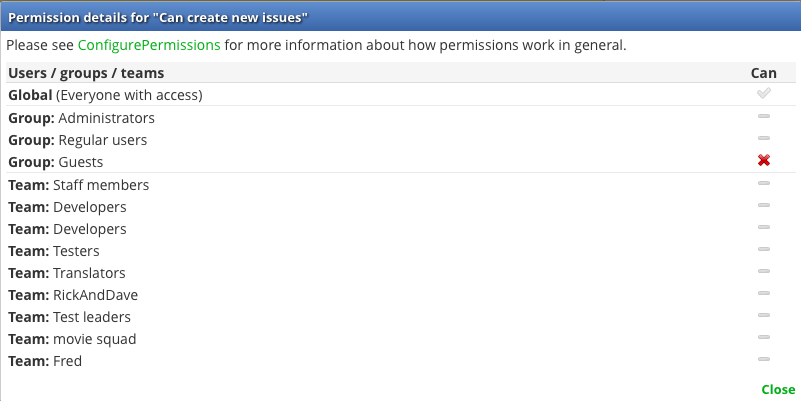 Permission details for "Can create new issues"
Please see ConfigurePermissions for more information about how permissions work in general.
Users / groups / teams Can
Global (Everyone with access)
Group: Administrators
Group: Regular users
Group: Guests
Team: Staff members
Team: Developers
Team: Developers
Team: Testers
Team: Translators
Team: RickAndDave
Team: Test leaders
Team: movie squad
Team: Fred
Close